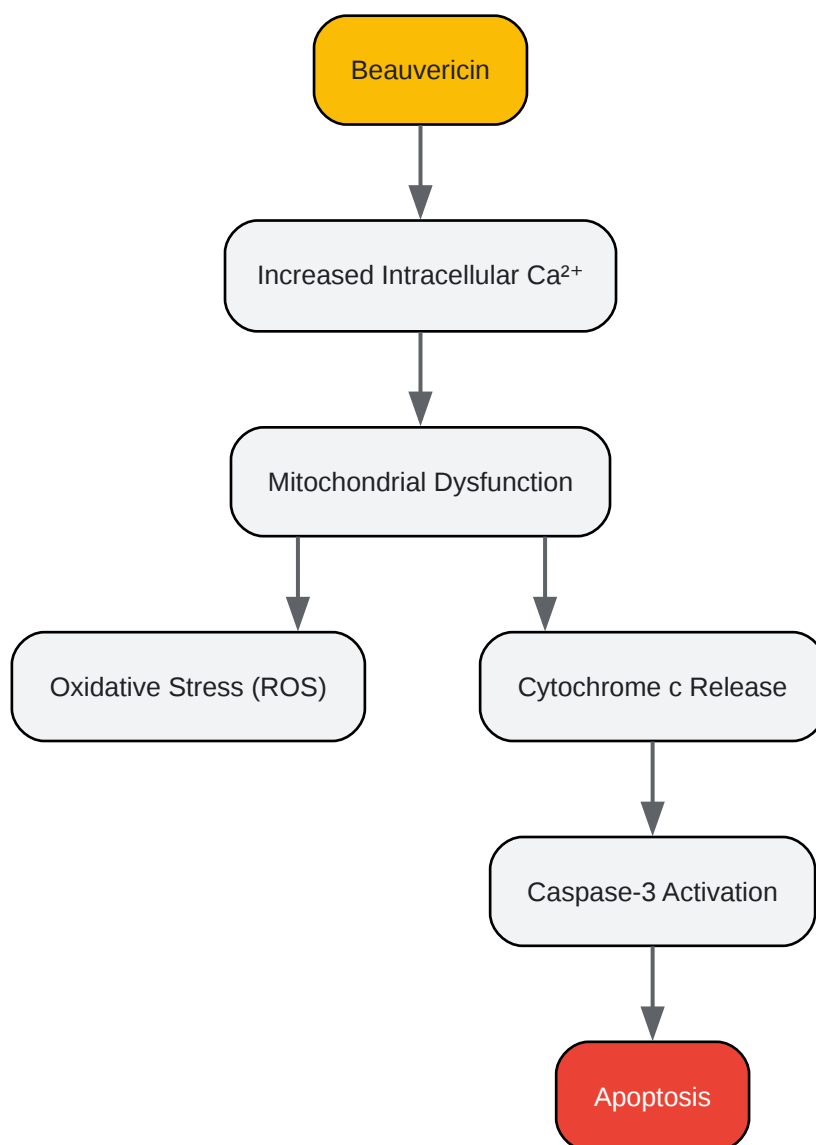 Beauvericin
Increased Intracellular Ca²⁺
Mitochondrial Dysfunction
Oxidative Stress (ROS)
Cytochrome c Release
Caspase-3 Activation
Apoptosis